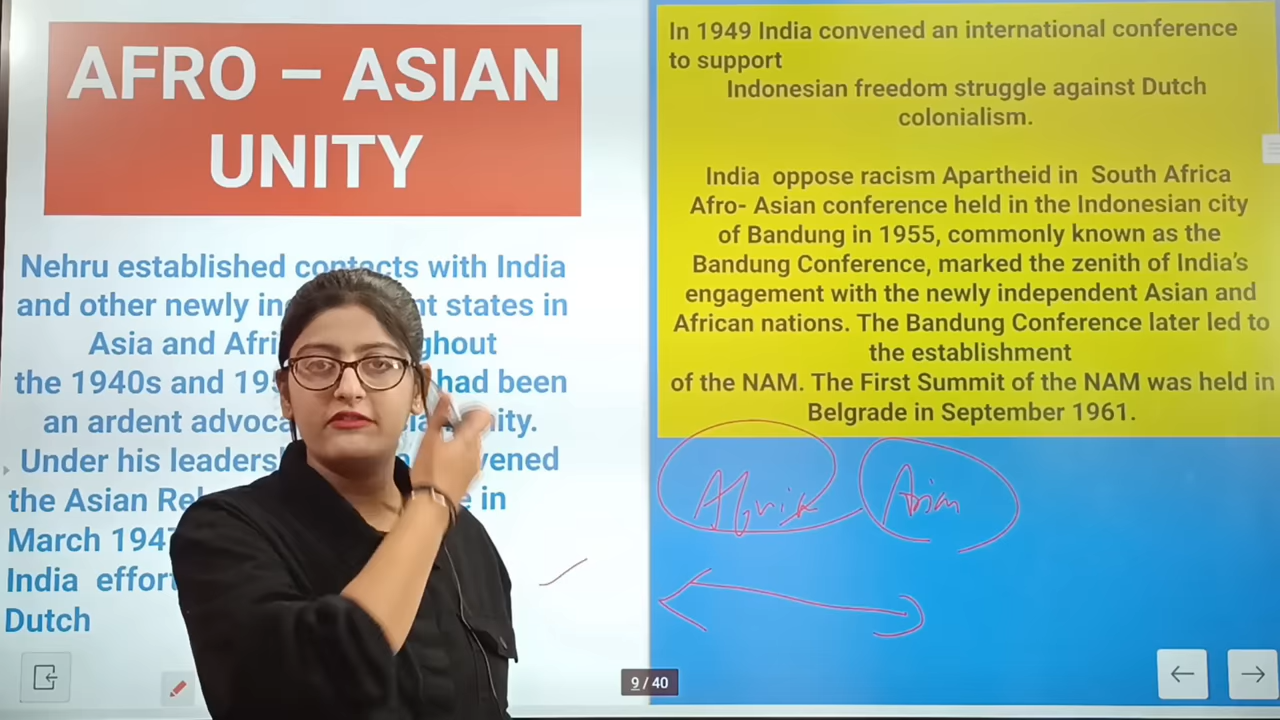 AFRO – ASIAN
UNITY
Nehru established contacts with India
and other newly in nt states in
Asia and Afri ghout
the 1940s and 19 had been
an ardent advoca nity.
Under his leaders vened
the Asian Rel e in
March 1947
India effort
Dutch
In 1949 India convened an international conference
to support
Indonesian freedom struggle against Dutch
colonialism.
India oppose racism Apartheid in South Africa
Afro- Asian conference held in the Indonesian city
of Bandung in 1955, commonly known as the
Bandung Conference, marked the zenith of India’s
engagement with the newly independent Asian and
African nations. The Bandung Conference later led to
the establishment
of the NAM. The First Summit of the NAM was held in
Belgrade in September 1961.
Asian
9 / 40